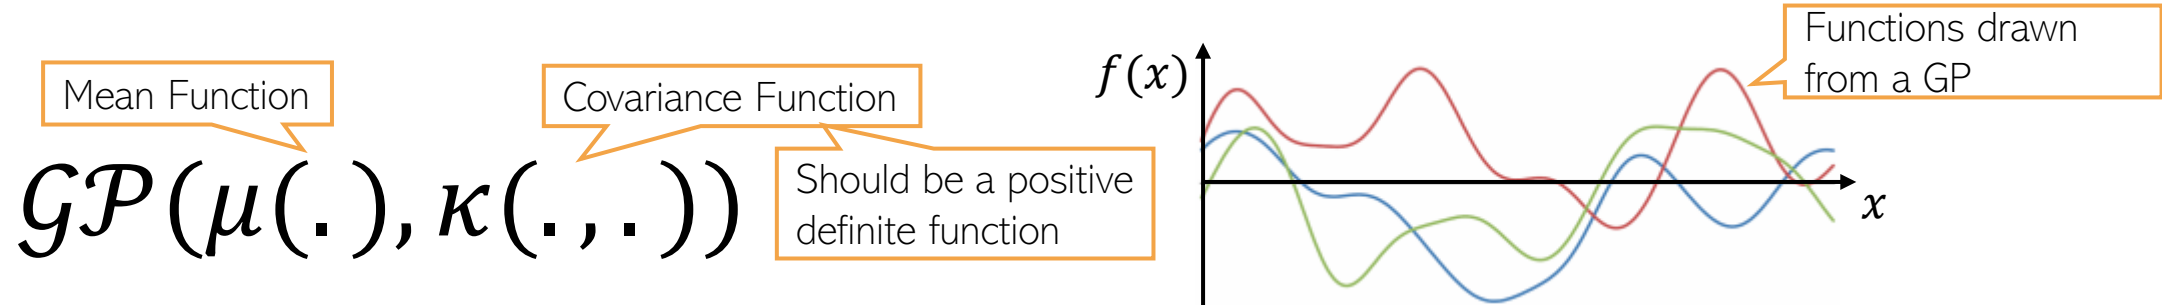 Mean Function
Covariance Function
𝒢𝒫(μ(.), κ(.,.))
Should be a positive
definite function
f(x)
x
Functions drawn
from a GP